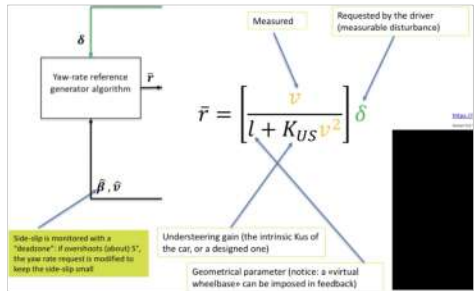 Measured
Requested by the driver
(measurable disturbance)
δ
Yaw-rate reference
generator algorithm
r̄
r̄ = [v / (l + K_US v²)] δ
β̂ , v̂
Side-slip is monitored with a
"deadzone": if overshoots (about) 5°,
the yaw rate request is modified to
keep the side-slip small
Understeering gain (the intrinsic Kus of
the car, or a designed one)
Geometrical parameter (notice: a «virtual
wheelbase» can be imposed in feedback)
https://